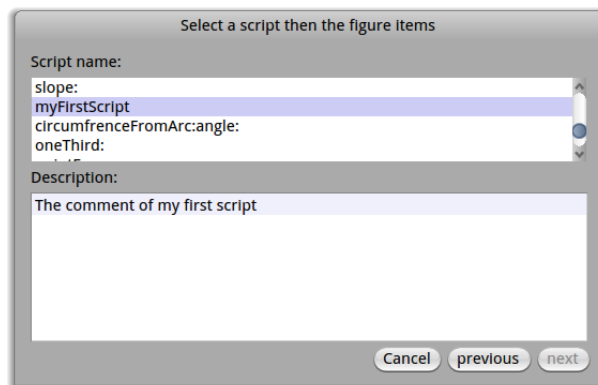 Select a script then the figure items
Script name:
slope:
myFirstScript
circumfrenceFromArc:angle:
oneThird:
Description:
The comment of my first script
Cancel previous next